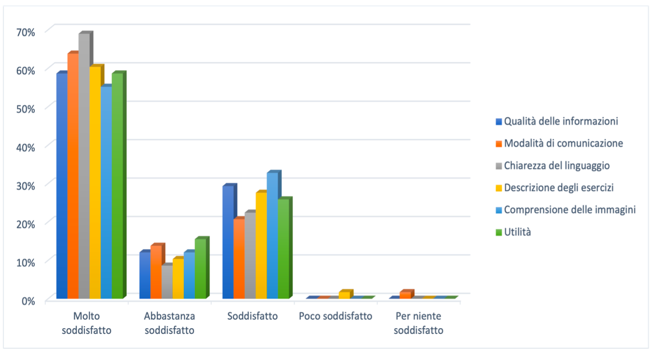 70%
60%
50%
40%
30%
20%
10%
0%
Molto
soddisfatto
Abbastanza
soddisfatto
Soddisfatto
Poco soddisfatto
Per niente
soddisfatto
Qualità delle informazioni
Modalità di comunicazione
Chiarezza del linguaggio
Descrizione degli esercizi
Comprensione delle immagini
Utilità